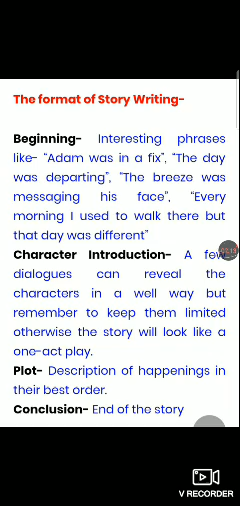 The format of Story Writing-
Beginning- Interesting phrases
like- "Adam was in a fix", "The day
was departing", "The breeze was
messaging his face", "Every
morning I used to walk there but
that day was different"
Character Introduction- A few
dialogues can reveal the
characters in a well way but
remember to keep them limited
otherwise the story will look like a
one-act play.
Plot- Description of happenings in
their best order.
Conclusion- End of the story
V RECORDER